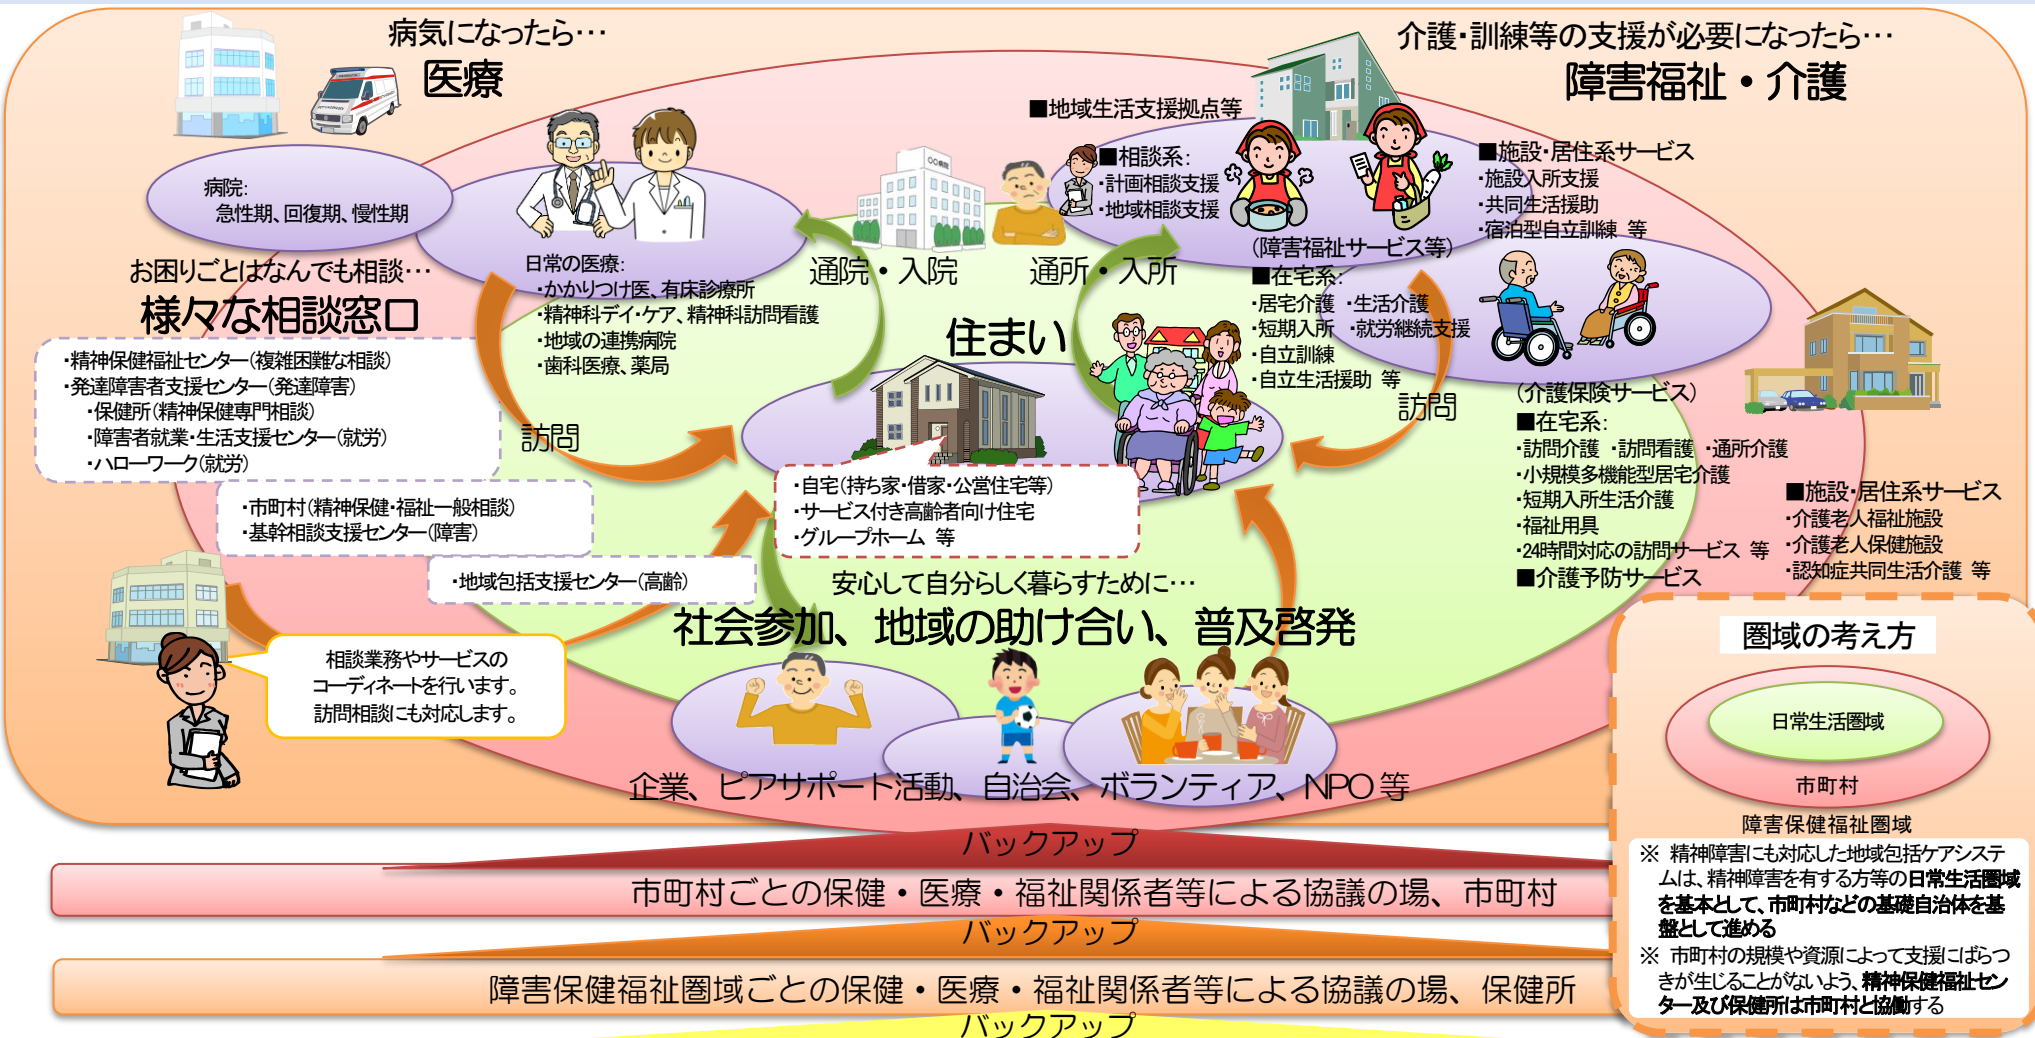 病気になったら…
医療
介護・訓練等の支援が必要になったら…
障害福祉・介護
病院:
急性期、回復期、慢性期
日常の医療:
・かかりつけ医、有床診療所
・精神科デイ・ケア、精神科訪問看護
・地域の連携病院
・歯科医療、薬局
〇〇病院
通院・入院
通所・入所
■地域生活支援拠点等
■相談系:
・計画相談支援
・地域相談支援
■施設・居住系サービス
・施設入所支援
・共同生活援助
・宿泊型自立訓練 等
(障害福祉サービス等)
■在宅系:
・居宅介護 ・生活介護
・短期入所 ・就労継続支援
・自立訓練
・自立生活援助 等
訪問
(介護保険サービス)
■在宅系:
・訪問介護 ・訪問看護 ・通所介護
・小規模多機能型居宅介護
・短期入所生活介護
・福祉用具
・24時間対応の訪問サービス 等
■介護予防サービス
■施設・居住系サービス
・介護老人福祉施設
・介護老人保健施設
・認知症共同生活介護 等
お困りごとはなんでも相談…
様々な相談窓口
・精神保健福祉センター(複雑困難な相談)
・発達障害者支援センター(発達障害)
・保健所(精神保健専門相談)
・障害者就業・生活支援センター(就労)
・ハローワーク(就労)
・市町村(精神保健・福祉一般相談)
・基幹相談支援センター(障害)
・地域包括支援センター(高齢)
訪問
相談業務やサービスの
コーディネートを行います。
訪問相談にも対応します。
住まい
・自宅(持ち家・借家・公営住宅等)
・サービス付き高齢者向け住宅
・グループホーム 等
安心して自分らしく暮らすために…
社会参加、地域の助け合い、普及啓発
企業、ピアサポート活動、自治会、ボランティア、NPO 等
バックアップ
市町村ごとの保健・医療・福祉関係者等による協議の場、市町村
バックアップ
障害保健福祉圏域ごとの保健・医療・福祉関係者等による協議の場、保健所
バックアップ
圏域の考え方
日常生活圏域
市町村
障害保健福祉圏域
※ 精神障害にも対応した地域包括ケアシステ
ムは、精神障害を有する方等の日常生活圏域
を基本として、市町村などの基礎自治体を基
盤として進める
※ 市町村の規模や資源によって支援にばらつ
きが生じることがないよう、精神保健福祉セン
ター及び保健所は市町村と協働する